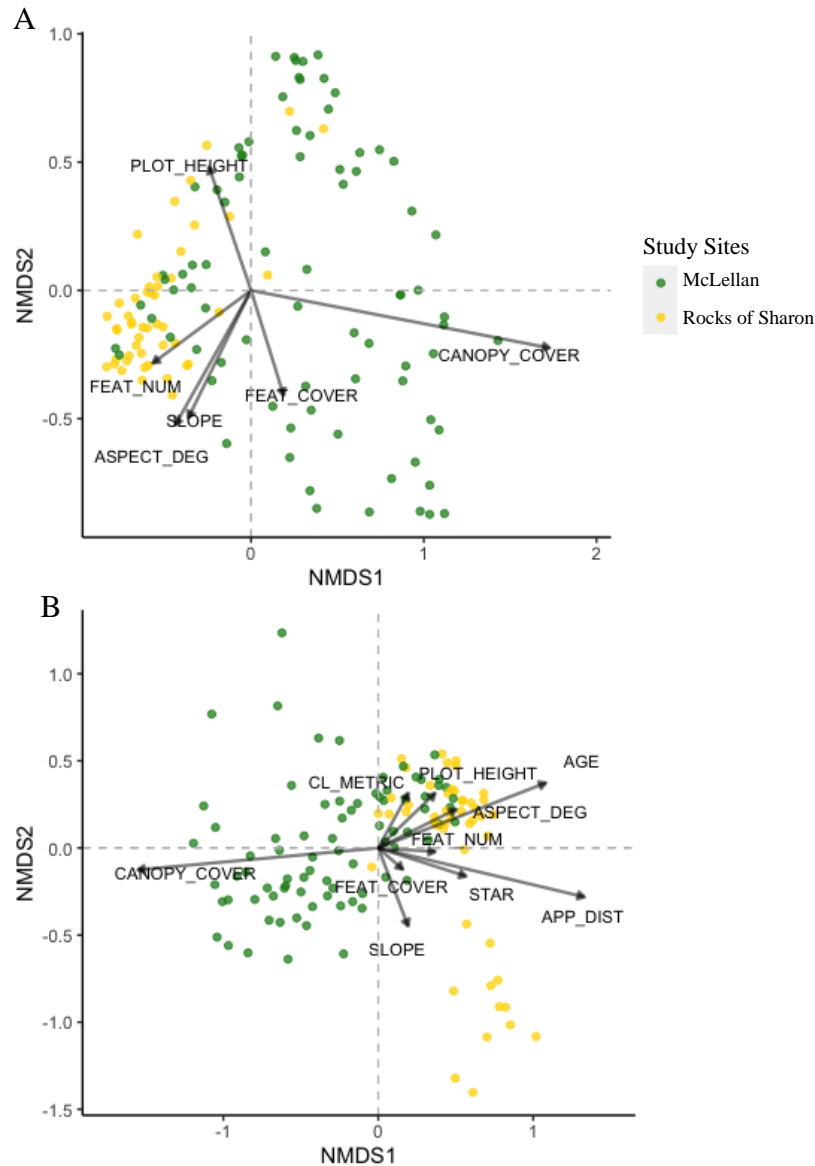 A
1.0
0.5
0.0
-0.5
NMDS2
PLOT_HEIGHT
CANOPY_COVER
FEAT_NUM
FEAT_COVER
SLOPE
ASPECT_DEG
0
1
2
NMDS1
Study Sites
McLellan
Rocks of Sharon
B
1.0
0.5
0.0
-0.5
-1.0
-1.5
NMDS2
AGE
CL_METRIC
PLOT_HEIGHT
ASPECT_DEG
FEAT_NUM
CANOPY_COVER
FEAT_COVER
STAR
APP_DIST
SLOPE
-1
0
1
NMDS1